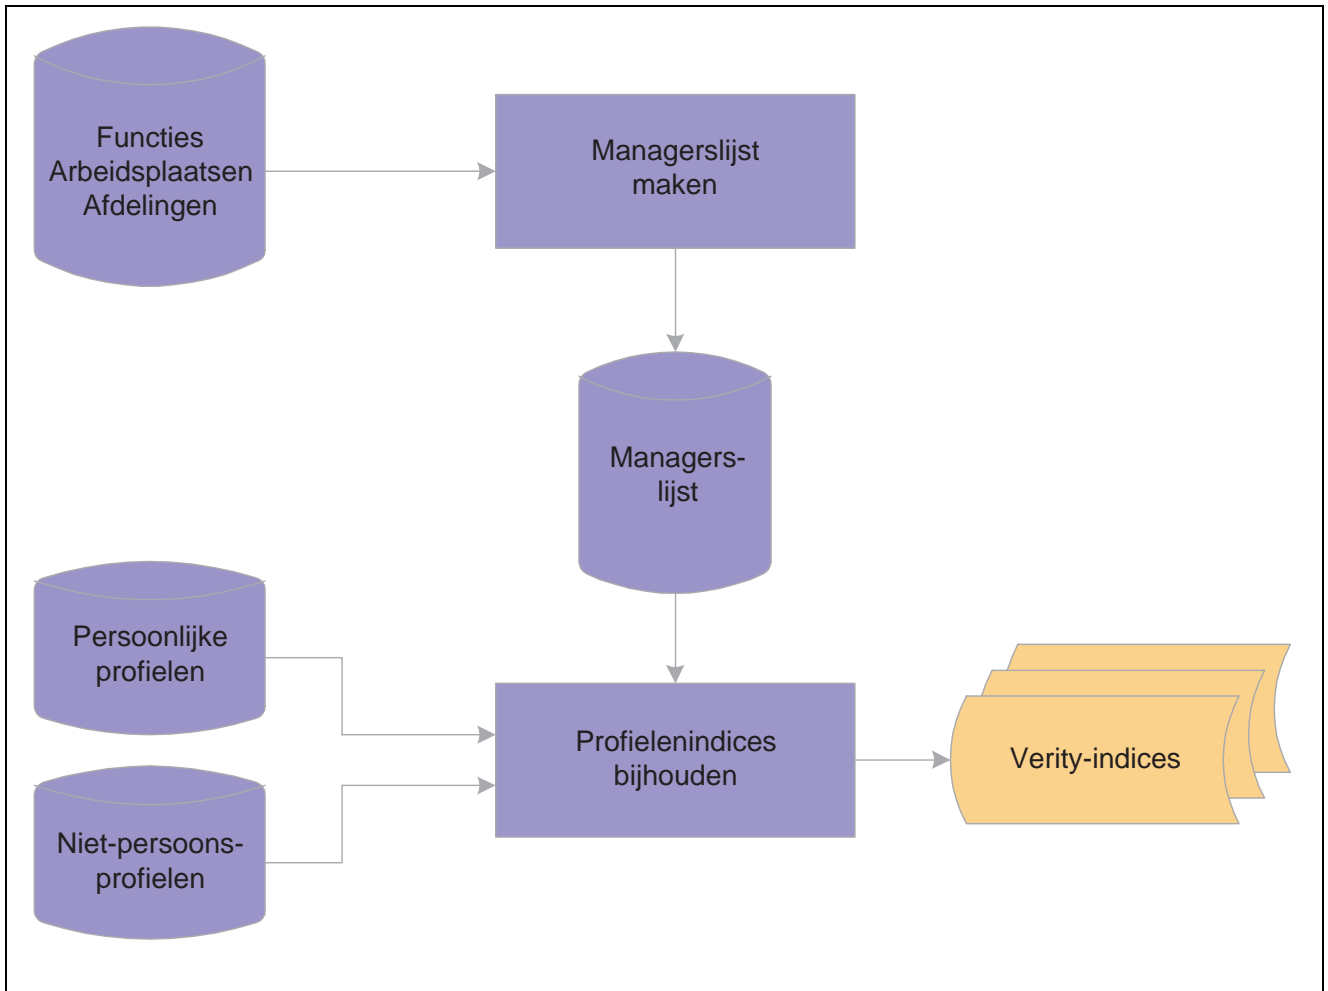 Functies
Arbeidsplaatsen
Afdelingen
Managerslijst
maken
Managers-
lijst
Persoonlijke
profielen
Niet-persoons-
profielen
Profielenindices
bijhouden
Verity-indices